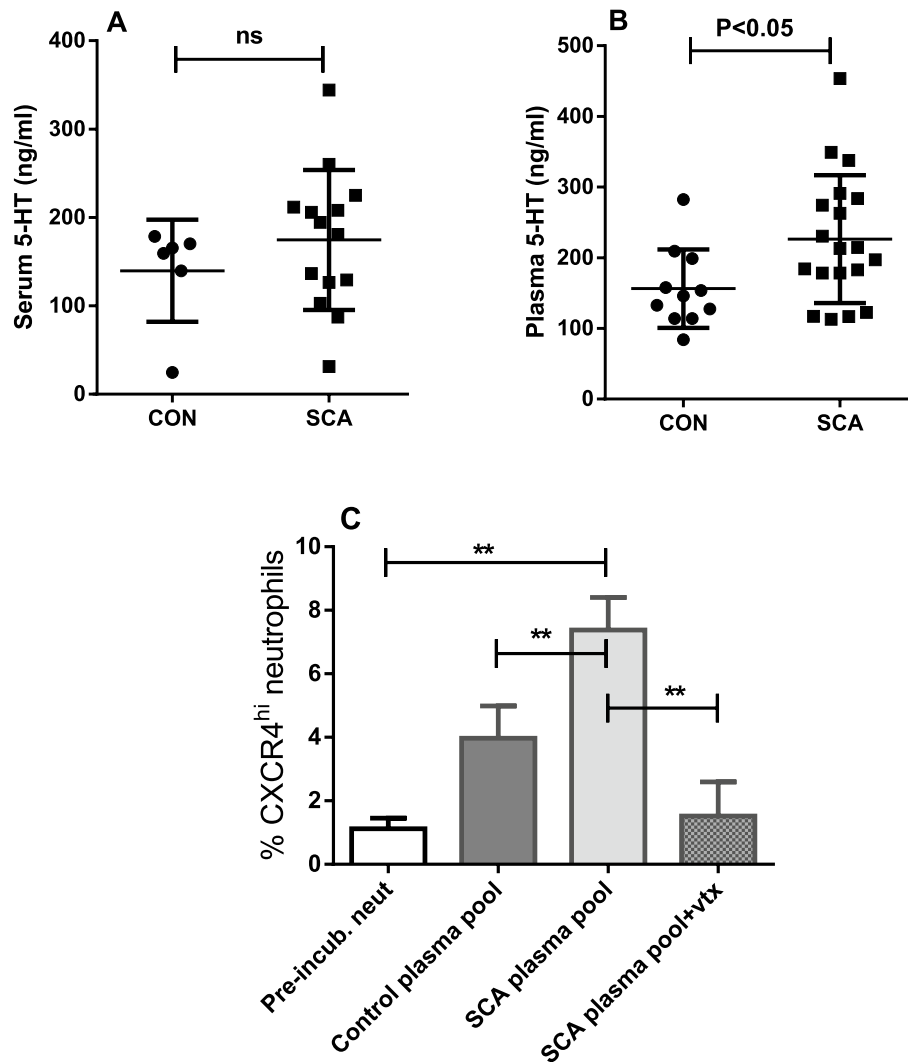 A
ns
Serum 5-HT (ng/ml)
400
300
200
100
0
CON SCA
B
P<0.05
Plasma 5-HT (ng/ml)
500
400
300
200
100
0
CON SCA
C
% CXCR4hi neutrophils
10
8
6
4
2
0
**
**
**
Pre-incub. neut
Control plasma pool
SCA plasma pool
SCA plasma pool+vtx